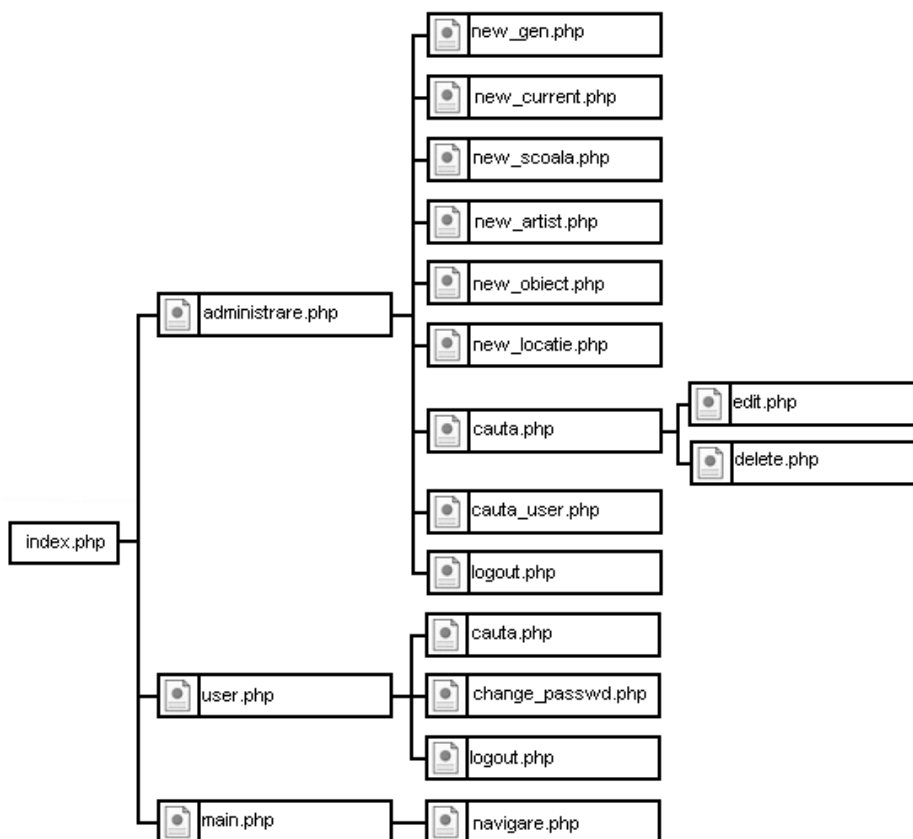 new_gen.php
new_current.php
new_scoala.php
new_artist.php
new_obiect.php
administrare.php
new_locatie.php
edit.php
cauta.php
delete.php
cauta_user.php
index.php
logout.php
cauta.php
user.php
change_passwd.php
logout.php
main.php
navigare.php